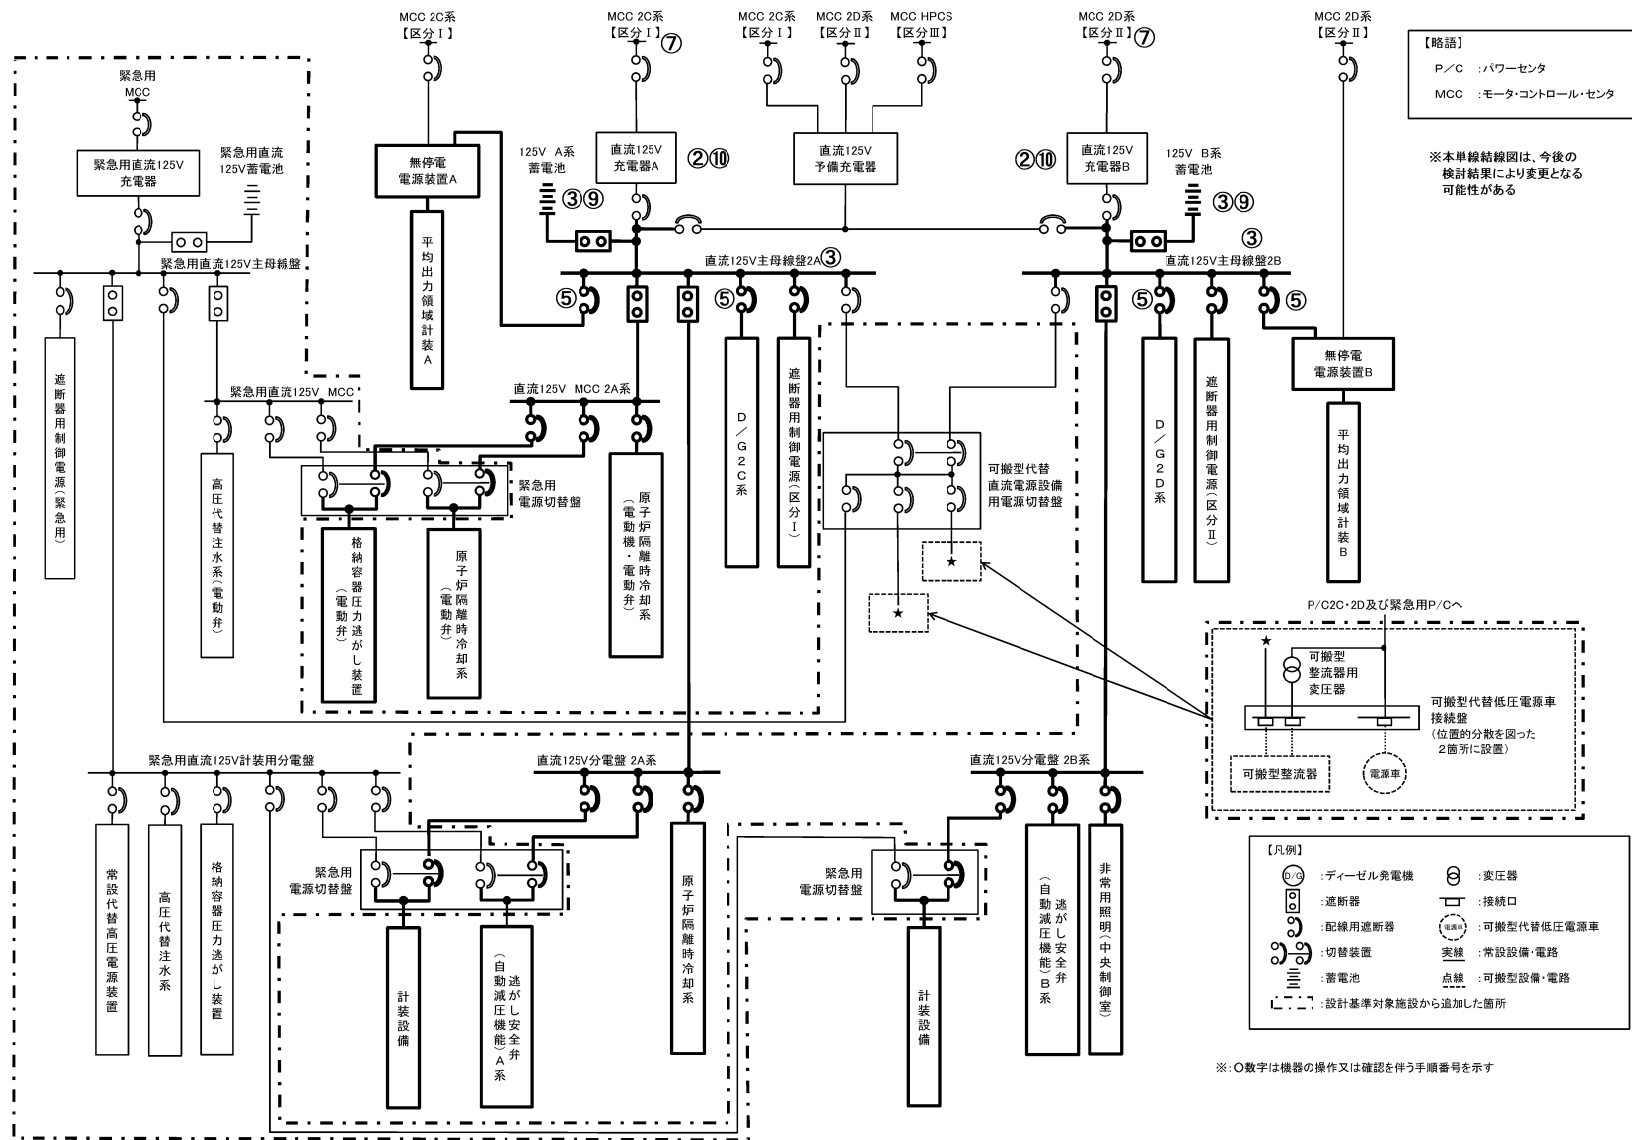 MCC 2C系
【区分Ⅰ】
MCC 2C系
【区分Ⅰ】
⑦
MCC 2C系
【区分Ⅰ】
MCC 2D系
【区分Ⅱ】
MCC HPCS
【区分Ⅲ】
MCC 2D系
【区分Ⅱ】
⑦
MCC 2D系
【区分Ⅱ】
【略語】
P/C :パワーセンタ
MCC :モータ・コントロール・センタ
※本単線結線図は、今後の
検討結果により変更となる
可能性がある
緊急用
MCC
緊急用直流125V
充電器
緊急用直流
125V蓄電池
無停電
電源装置A
125V A系
蓄電池
③⑨
直流125V
充電器A
②⑩
直流125V
予備充電器
②⑩
直流125V
充電器B
125V B系
蓄電池
③⑨
緊急用直流125V主母線盤
平均出力領域計装A
直流125V主母線盤2A
③
③
直流125V主母線盤2B
⑤
⑤
⑤
⑤
遮断器用制御電源(緊急用)
緊急用直流125V MCC
直流125V MCC 2A系
D/G2C系
遮断器用制御電源(区分Ⅰ)
D/G2D系
遮断器用制御電源(区分Ⅱ)
無停電
電源装置B
平均出力領域計装B
高圧代替注水系(電動弁)
緊急用
電源切替盤
格納容器圧力逃がし装置
(電動弁)
原子炉隔離時冷却系
(電動弁)
原子炉隔離時冷却系
(電動機・電動弁)
可搬型代替
直流電源設備
用電源切替盤
★
★
P/C2C・2D及び緊急用P/Cへ
★
可搬型
整流器用
変圧器
可搬型代替低圧電源車
接続盤
(位置的分散を図った
2箇所に設置)
可搬型整流器
電源車
緊急用直流125V計装用分電盤
直流125V分電盤 2A系
直流125V分電盤 2B系
常設代替高圧電源装置
高圧代替注水系
格納容器圧力逃がし装置
緊急用
電源切替盤
計装設備
逃がし安全弁
(自動減圧機能)A系
原子炉隔離時冷却系
緊急用
電源切替盤
計装設備
逃がし安全弁
(自動減圧機能)B系
非常用照明(中央制御室)
【凡例】
D/G :ディーゼル発電機
:変圧器
:遮断器
:接続口
:配線用遮断器
電源車 :可搬型代替低圧電源車
:切替装置
実線 :常設設備・電路
:蓄電池
点線 :可搬型設備・電路
:設計基準対象施設から追加した箇所
※:○数字は機器の操作又は確認を伴う手順番号を示す